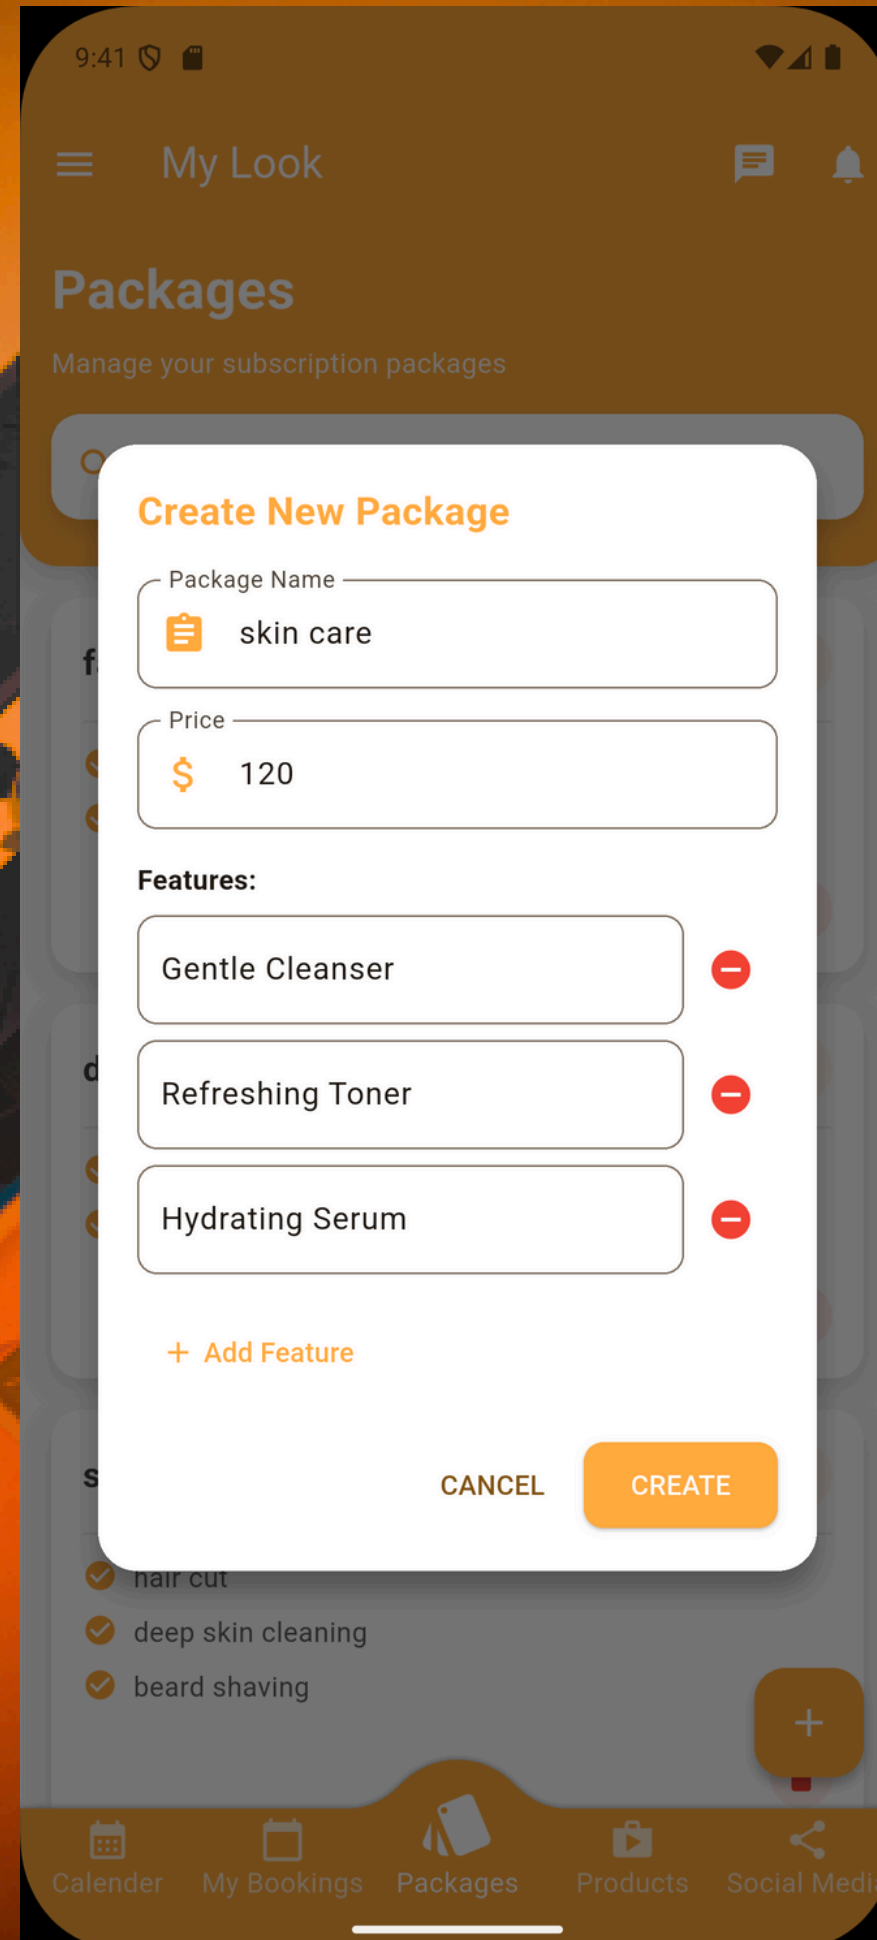 9:41
My Look
Packages
Manage your subscription packages
Create New Package
Package Name
skin care
Price
$ 120
Features:
Gentle Cleanser
Refreshing Toner
Hydrating Serum
+ Add Feature
CANCEL
CREATE
hair cut
deep skin cleaning
beard shaving
+
Calender
My Bookings
Packages
Products
Social Media